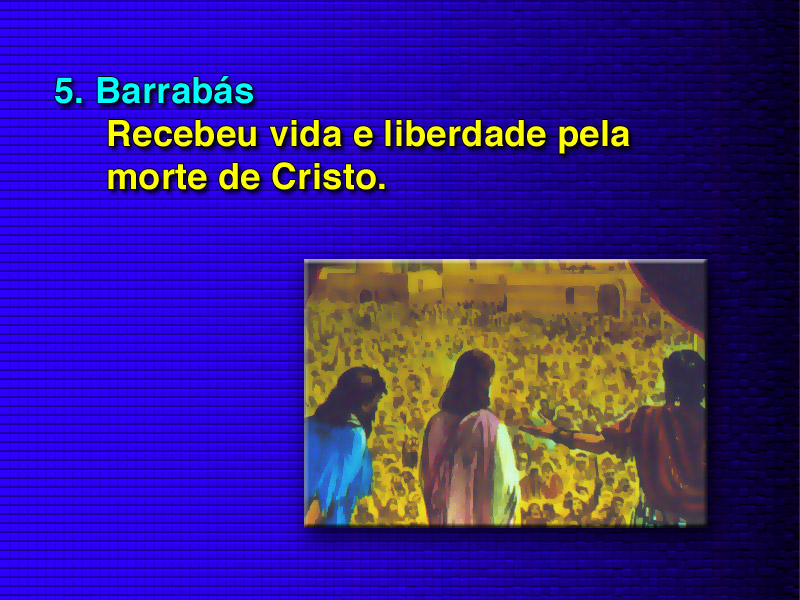 5. Barrabás
Recebeu vida e liberdade pela
morte de Cristo.